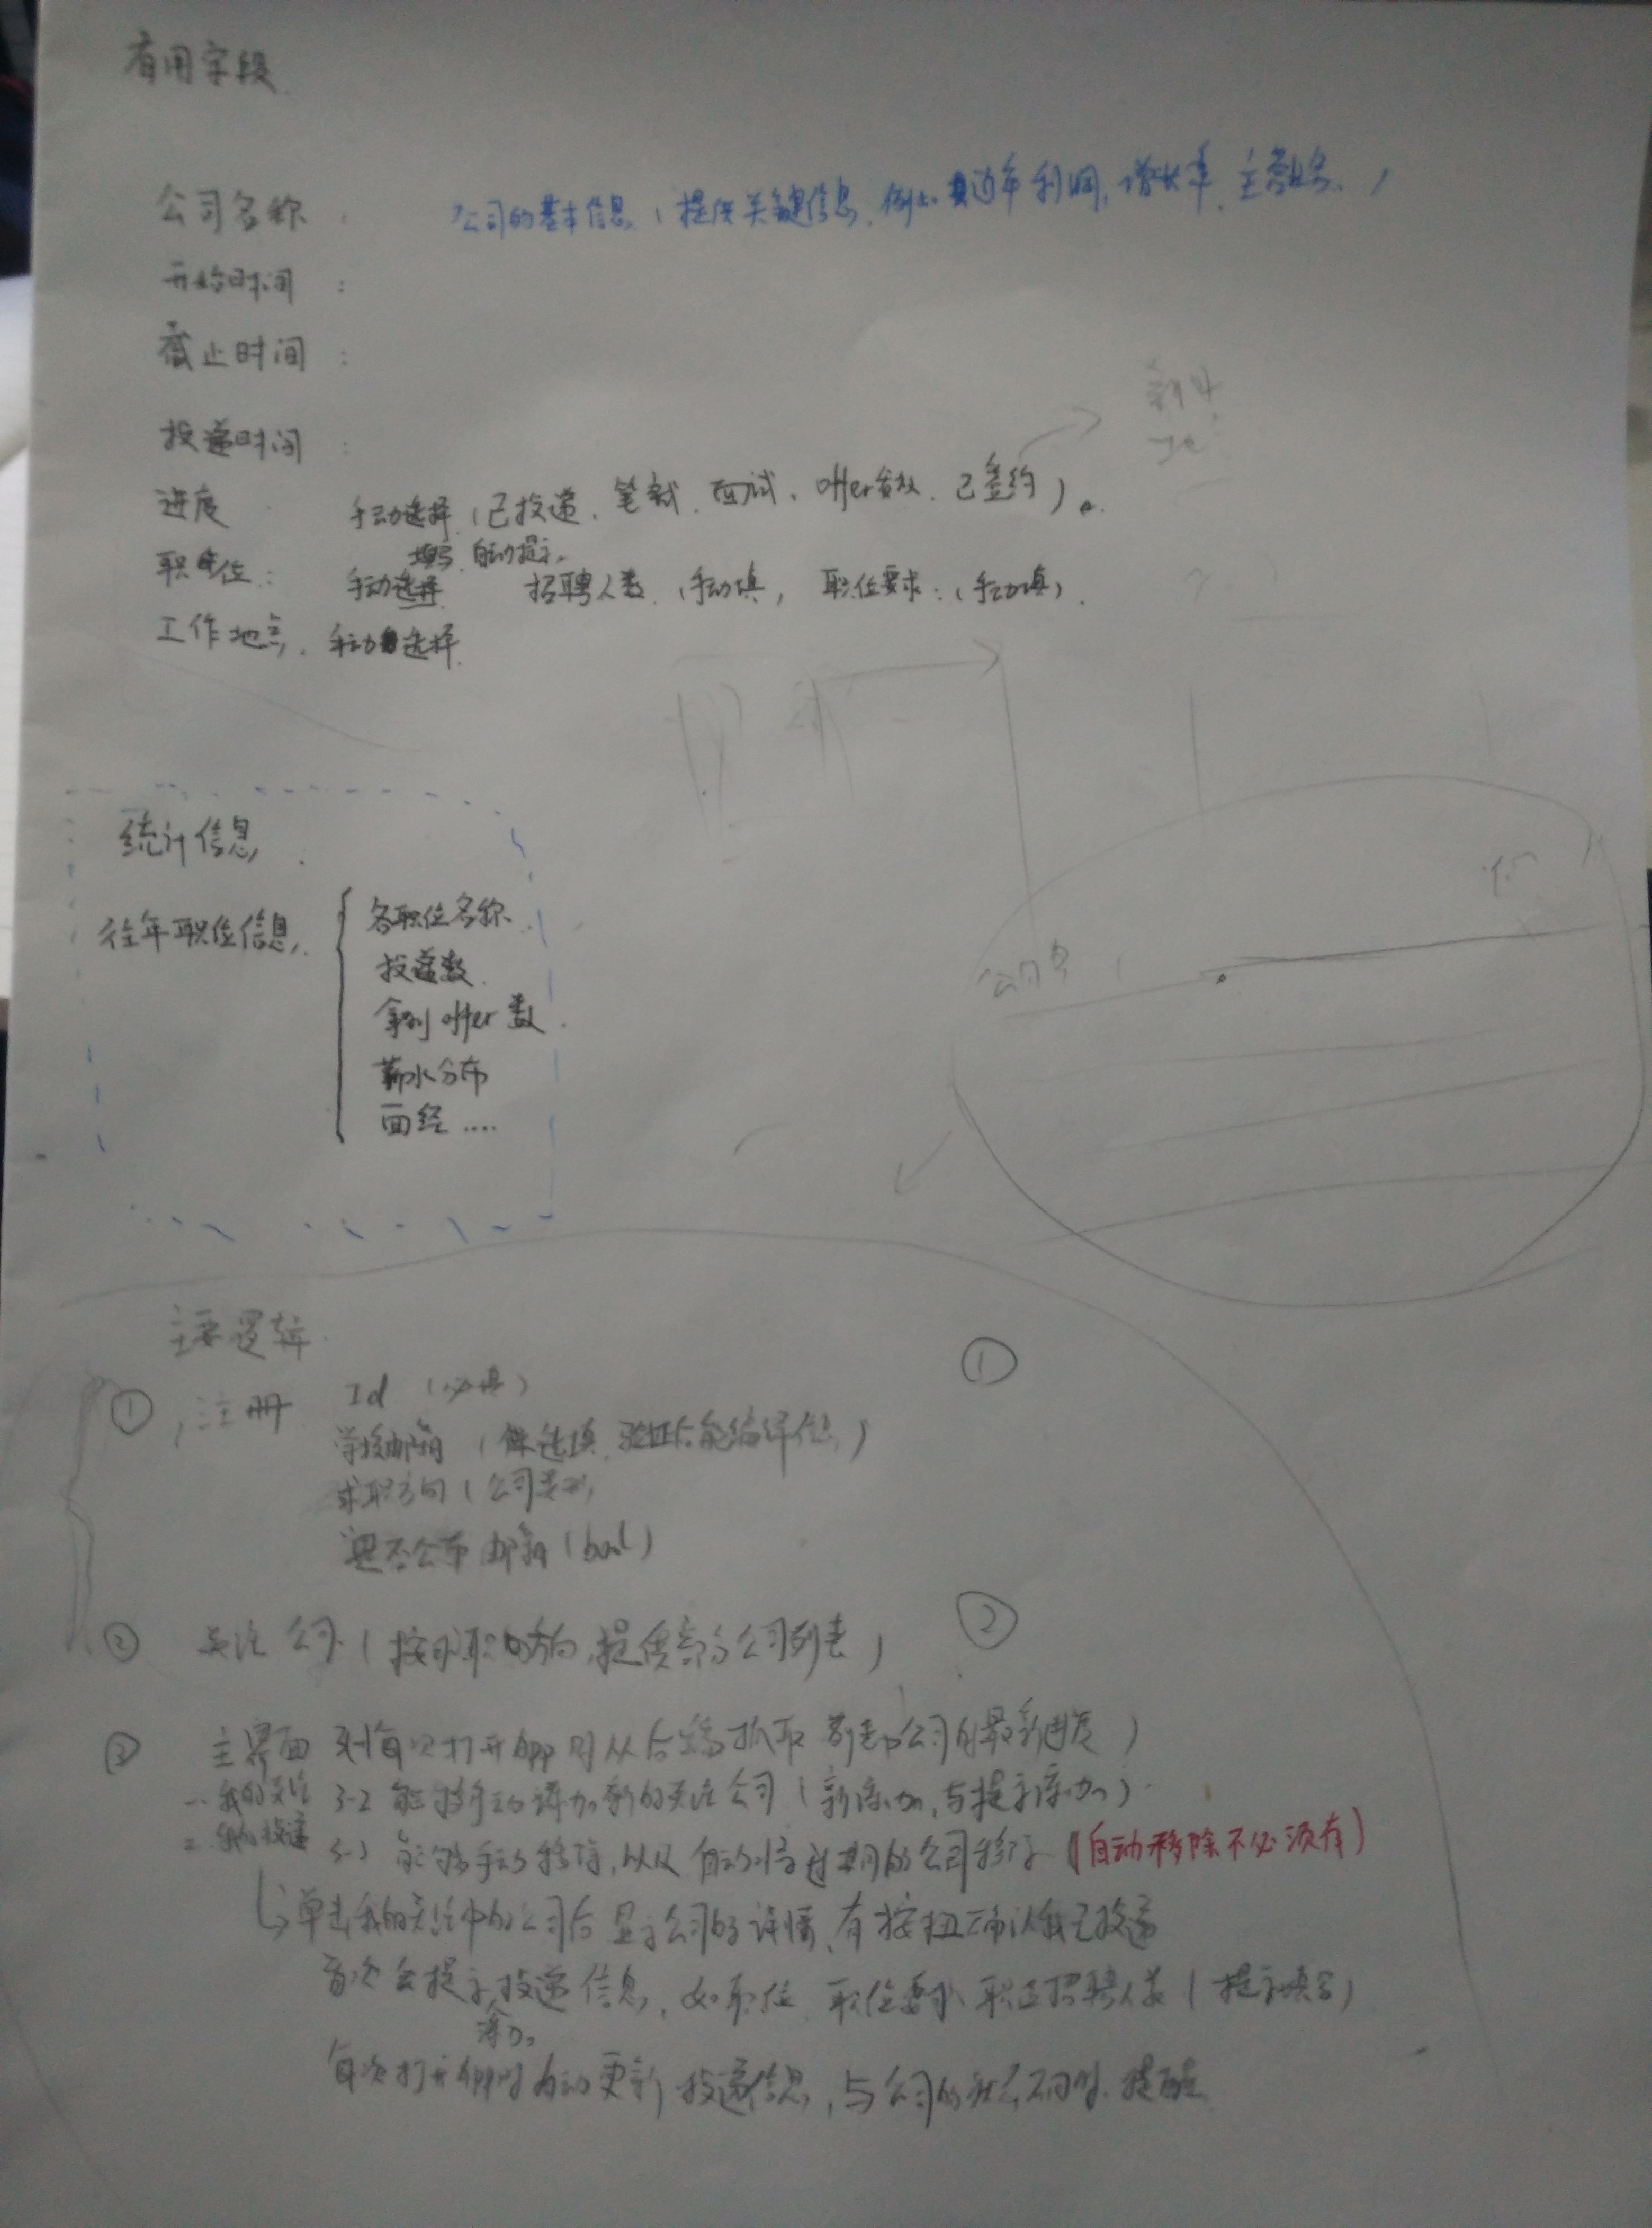 有用字段
公司名称： 公司的基本信息（提供关键信息、例如近年利润，增长率、主营业务、）
开始时间：
截止时间：
投递时间：
进度 手动选择（已投递、笔试、面试、offer发放、已签约）。
填写 自动提示。
职位： 手动选择 招聘人数（手动填） 职位要求：（手动填）.
工作地点. 手动选择
统计信息
往年职位信息
各职位名称
投递数
拿到offer数
薪水分布
面经....
公司名
主要逻辑 ①
①, 注册 Id （必填）
学校邮箱（选填，验证后能编辑信息）
求职方向（公司类别）
是否公布邮箱（bool）
②
② 关注公司（按求职方向，提供部分公司列表）
③ 主界面 3-1 每次打开app时从后端抓取列表中公司的最新进度）
一.我的关注 3-2 能够手动添加新的关注公司（新添加，与提示添加）.
二.我的投递 3-3 能够手动移除，以及自动将过期的公司移除（自动移除不必须有）
单击我的关注中的公司后显示公司的详情，有按扭确认我已投递
首次会提示投递信息，如职位 职位要求 职位招聘人数（提示填写）
添加。
每次打开APP时自动更新投递信息，与公司的状态不同时，提醒